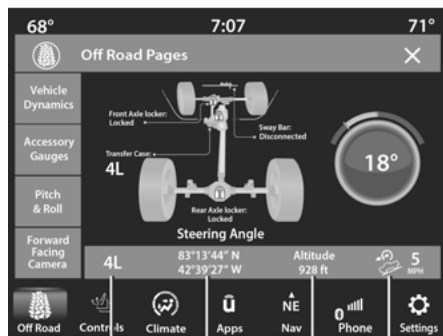 68° 7:07 71°
Off Road Pages ×
Vehicle
Dynamics
Accessory
Gauges
Pitch
& Roll
Forward
Facing
Camera
Front Axle locker:
Locked
Sway Bar:
Disconnected
Transfer Case:
4L
Rear Axle locker:
Locked
Steering Angle
18°
4L
83°13'44" N
42°39'27" W
Altitude
928 ft
5
MPH
Off Road Controls Climate Apps Nav Phone Settings
ū
NE